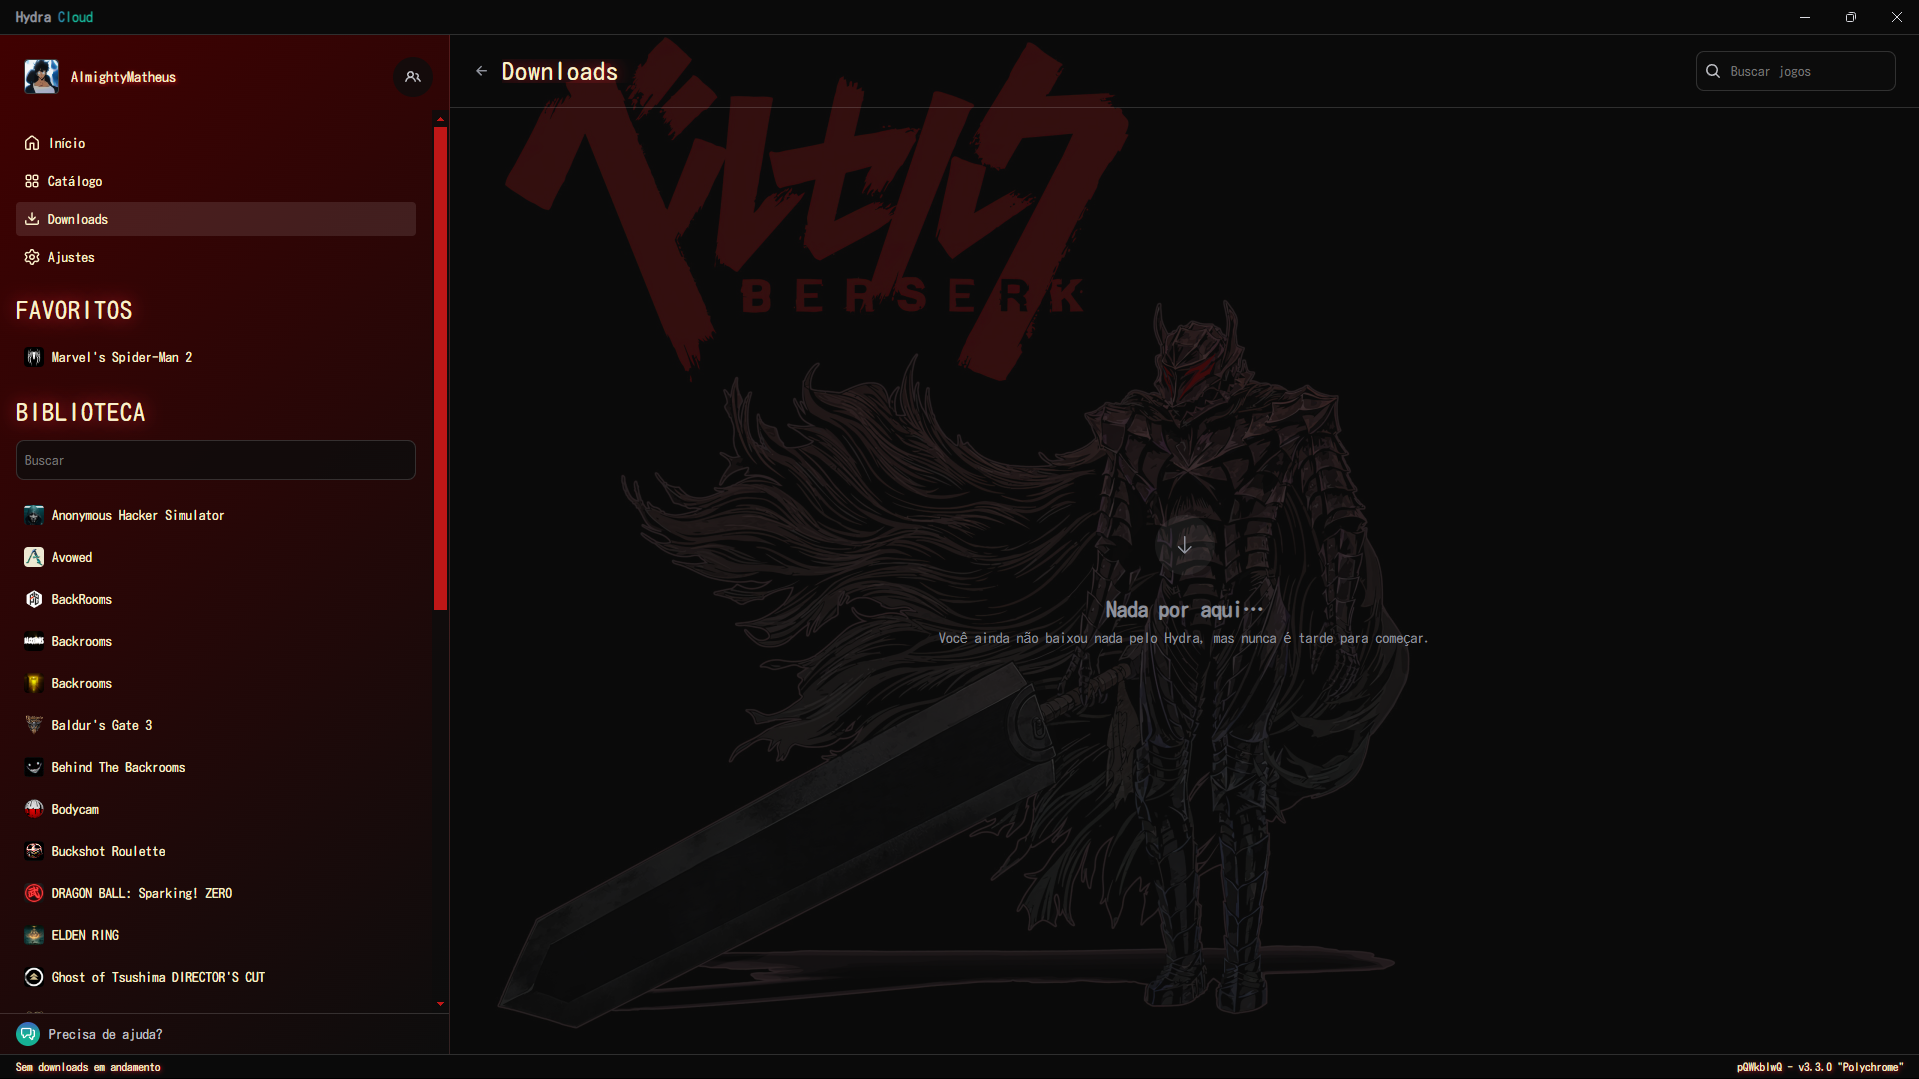 Hydra Cloud
AlmightyMatheus
Início
Catálogo
Downloads
Ajustes
FAVORITOS
Marvel's Spider-Man 2
BIBLIOTECA
Buscar
Anonymous Hacker Simulator
Avowed
BackRooms
Backrooms
Backrooms
Baldur's Gate 3
Behind The Backrooms
Bodycam
Buckshot Roulette
DRAGON BALL: Sparking! ZERO
ELDEN RING
Ghost of Tsushima DIRECTOR'S CUT
Precisa de ajuda?
Sem downloads em andamento
Downloads
Buscar jogos
ベルセルク
BERSERK
Nada por aqui…
Você ainda não baixou nada pelo Hydra, mas nunca é tarde para começar.
pQWkblwQ - v3.3.0 "Polychrome"